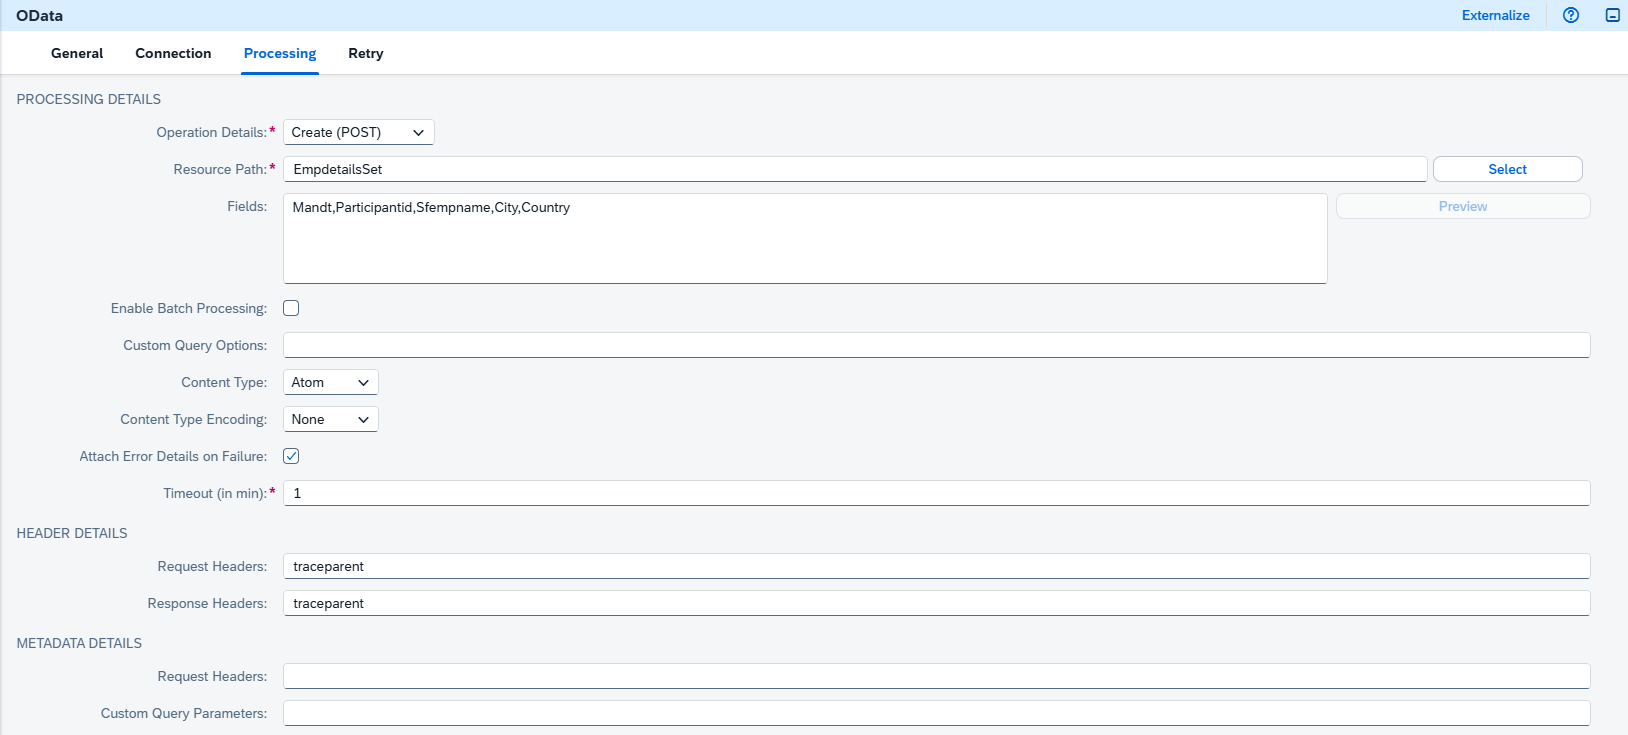 OData
Externalize
General Connection Processing Retry
PROCESSING DETAILS
Operation Details:* Create (POST)
Resource Path:* EmpdetailsSet Select
Fields: Mandt,Participantid,Sfempname,City,Country Preview
Enable Batch Processing:
Custom Query Options:
Content Type: Atom
Content Type Encoding: None
Attach Error Details on Failure:
Timeout (in min):* 1
HEADER DETAILS
Request Headers: traceparent
Response Headers: traceparent
METADATA DETAILS
Request Headers:
Custom Query Parameters: